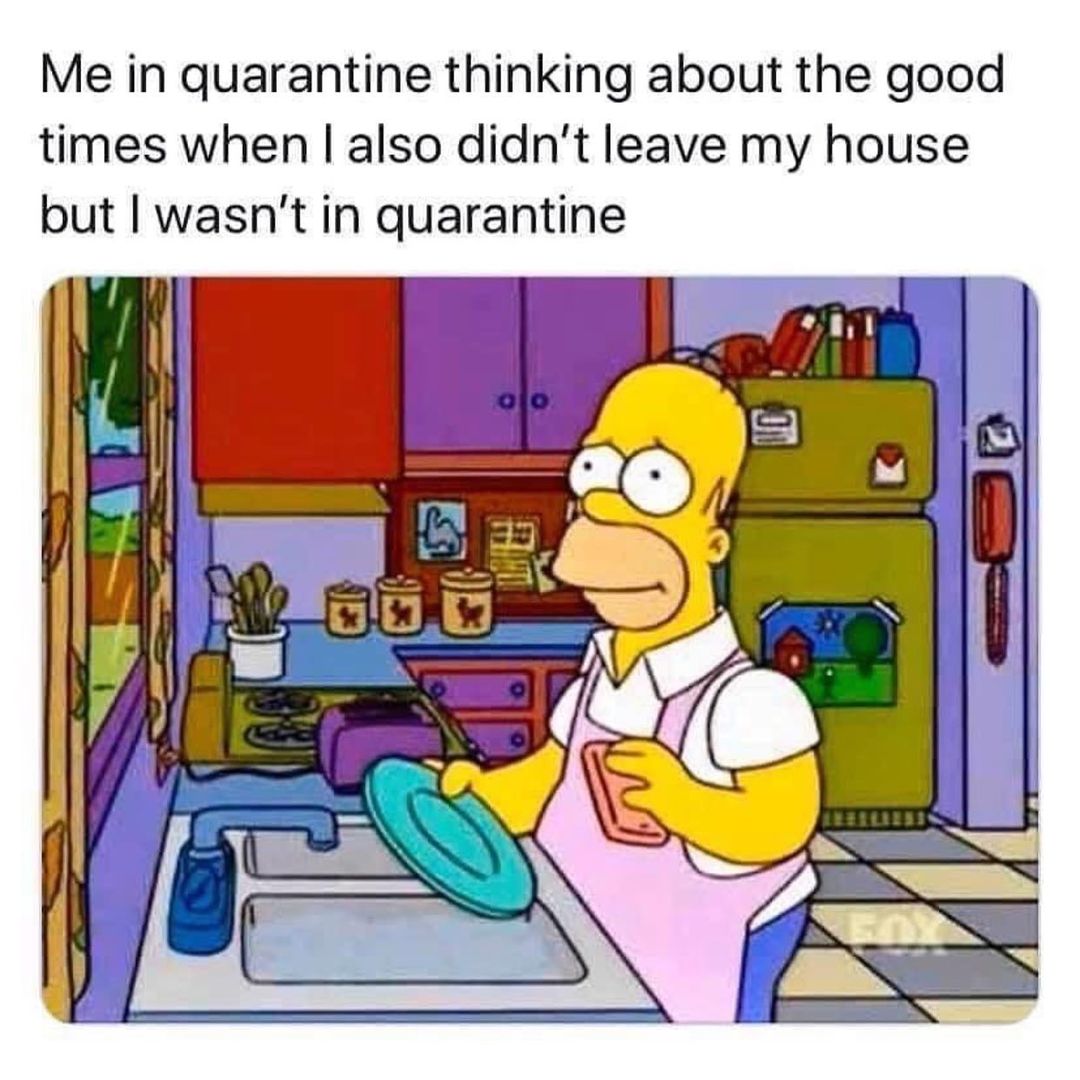 Me in quarantine thinking about the good
times when I also didn’t leave my house
but I wasn’t in quarantine
FOX